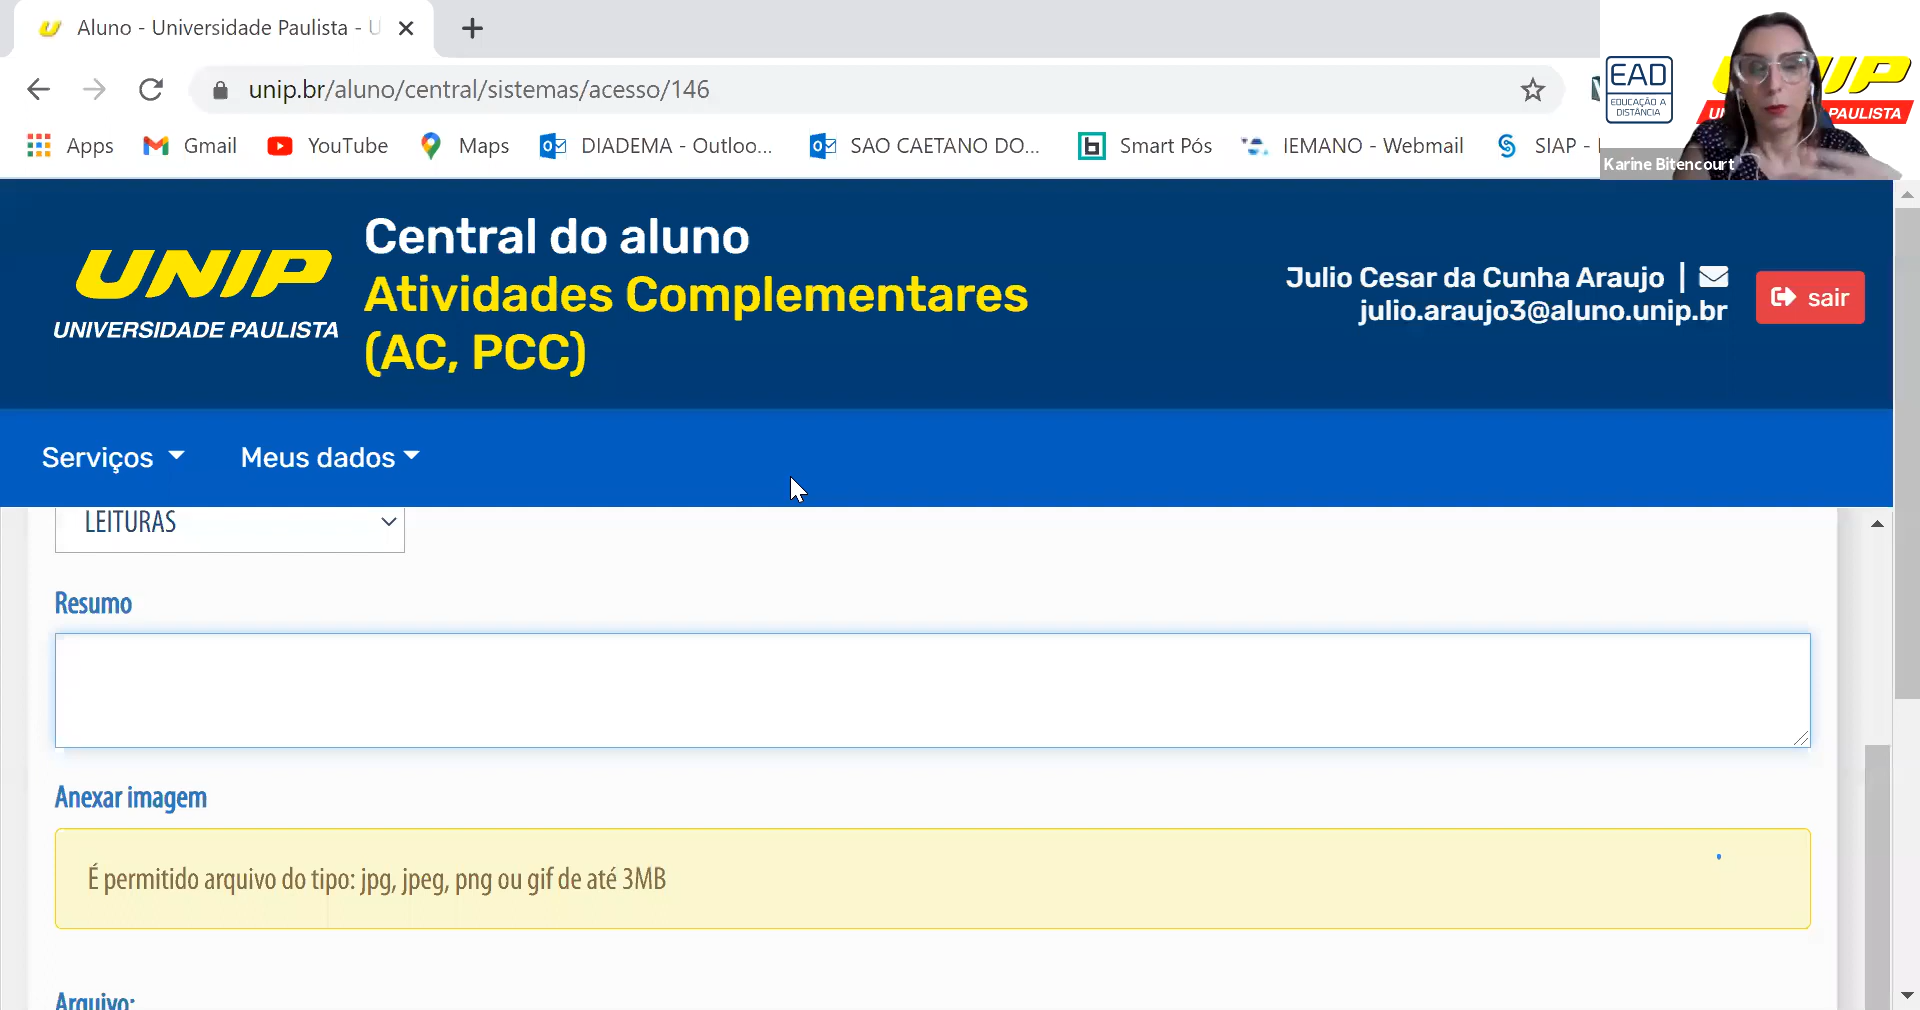 Aluno - Universidade Paulista - U
unip.br/aluno/central/sistemas/acesso/146
Apps
Gmail
YouTube
Maps
DIADEMA - Outloo...
SAO CAETANO DO...
Smart Pós
IEMANO - Webmail
SIAP -
EAD
EDUCAÇÃO A
DISTÂNCIA
PAULISTA
Karine Bitencourt
UNIP
UNIVERSIDADE PAULISTA
Central do aluno
Atividades Complementares
(AC, PCC)
Julio Cesar da Cunha Araujo |
julio.araujo3@aluno.unip.br
sair
Serviços
Meus dados
LEITURAS
Resumo
Anexar imagem
É permitido arquivo do tipo: jpg, jpeg, png ou gif de até 3MB
Arquivo: